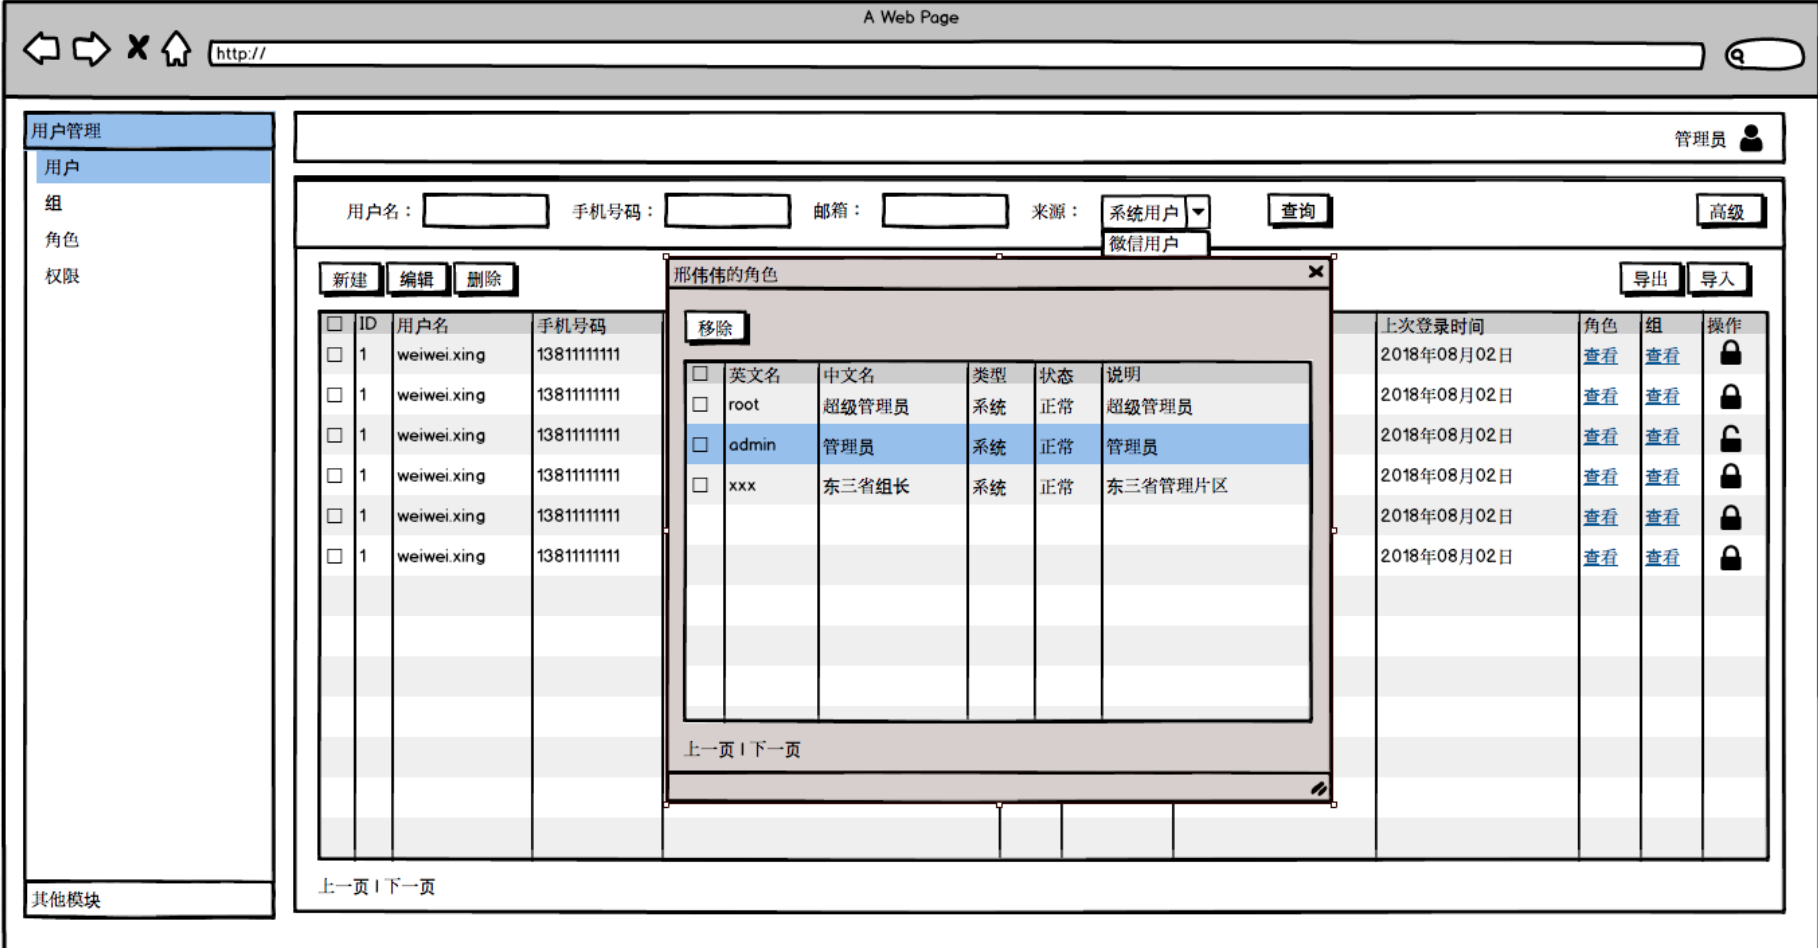 A Web Page
http://
用户管理
用户
组
角色
权限
其他模块
管理员
用户名： 手机号码： 邮箱： 来源： 系统用户 查询 高级
微信用户
新建 编辑 删除 导出 导入
ID 用户名 手机号码 上次登录时间 角色 组 操作
1 weiwei.xing 13811111111 2018年08月02日 查看 查看
1 weiwei.xing 13811111111 2018年08月02日 查看 查看
1 weiwei.xing 13811111111 2018年08月02日 查看 查看
1 weiwei.xing 13811111111 2018年08月02日 查看 查看
1 weiwei.xing 13811111111 2018年08月02日 查看 查看
1 weiwei.xing 13811111111 2018年08月02日 查看 查看
上一页 | 下一页
邢伟伟的角色
移除
英文名 中文名 类型 状态 说明
root 超级管理员 系统 正常 超级管理员
admin 管理员 系统 正常 管理员
xxx 东三省组长 系统 正常 东三省管理片区
上一页 | 下一页